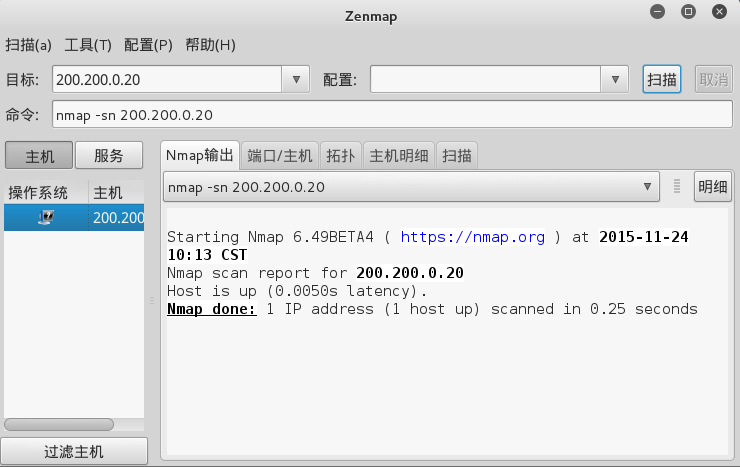 Zenmap
扫描(a) 工具(T) 配置(P) 帮助(H)
目标: 200.200.0.20 配置: 扫描 取消
命令: nmap -sn 200.200.0.20
主机 服务 Nmap输出 端口/主机 拓扑 主机明细 扫描
操作系统 主机 nmap -sn 200.200.0.20 明细
200.200
Starting Nmap 6.49BETA4 ( https://nmap.org ) at 2015-11-24
10:13 CST
Nmap scan report for 200.200.0.20
Host is up (0.0050s latency).
Nmap done: 1 IP address (1 host up) scanned in 0.25 seconds
过滤主机